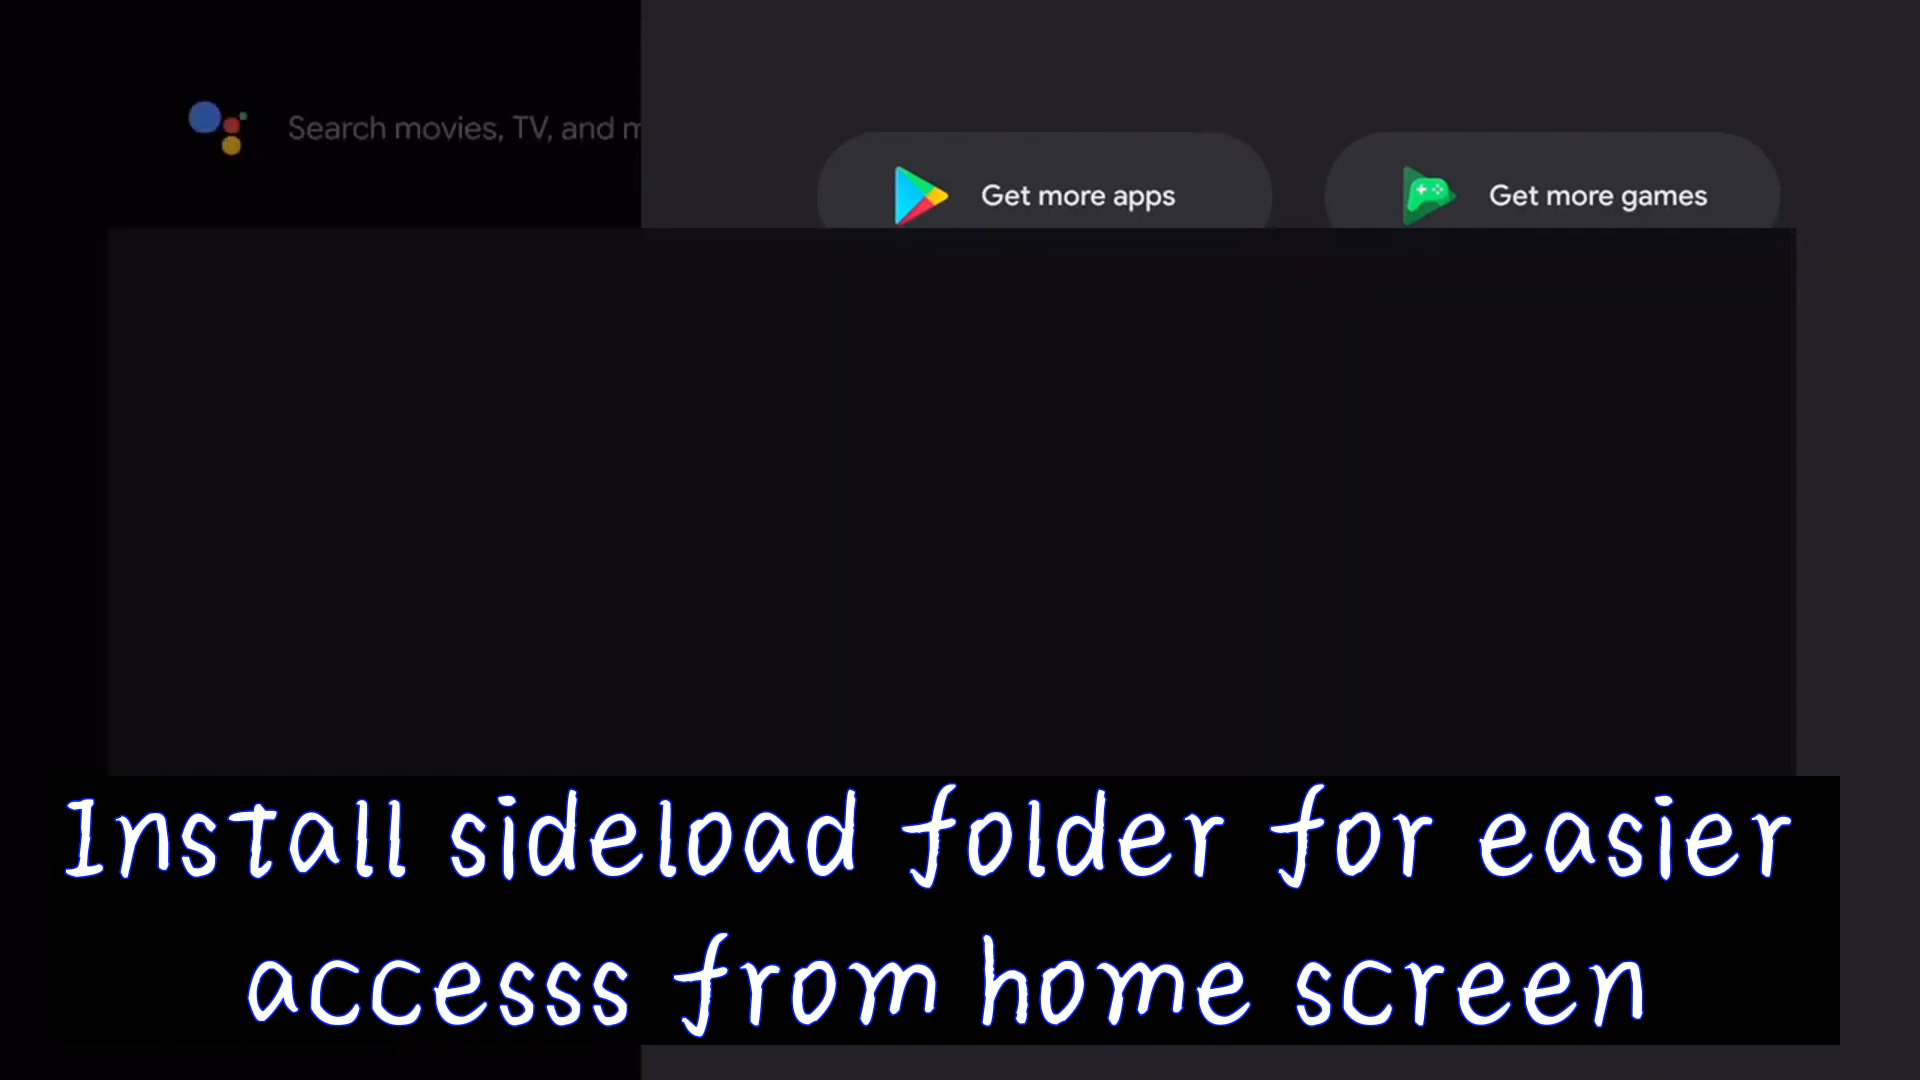 Search movies, TV, and m
Get more apps
Get more games
Install sideload folder for easier
accesss from home screen